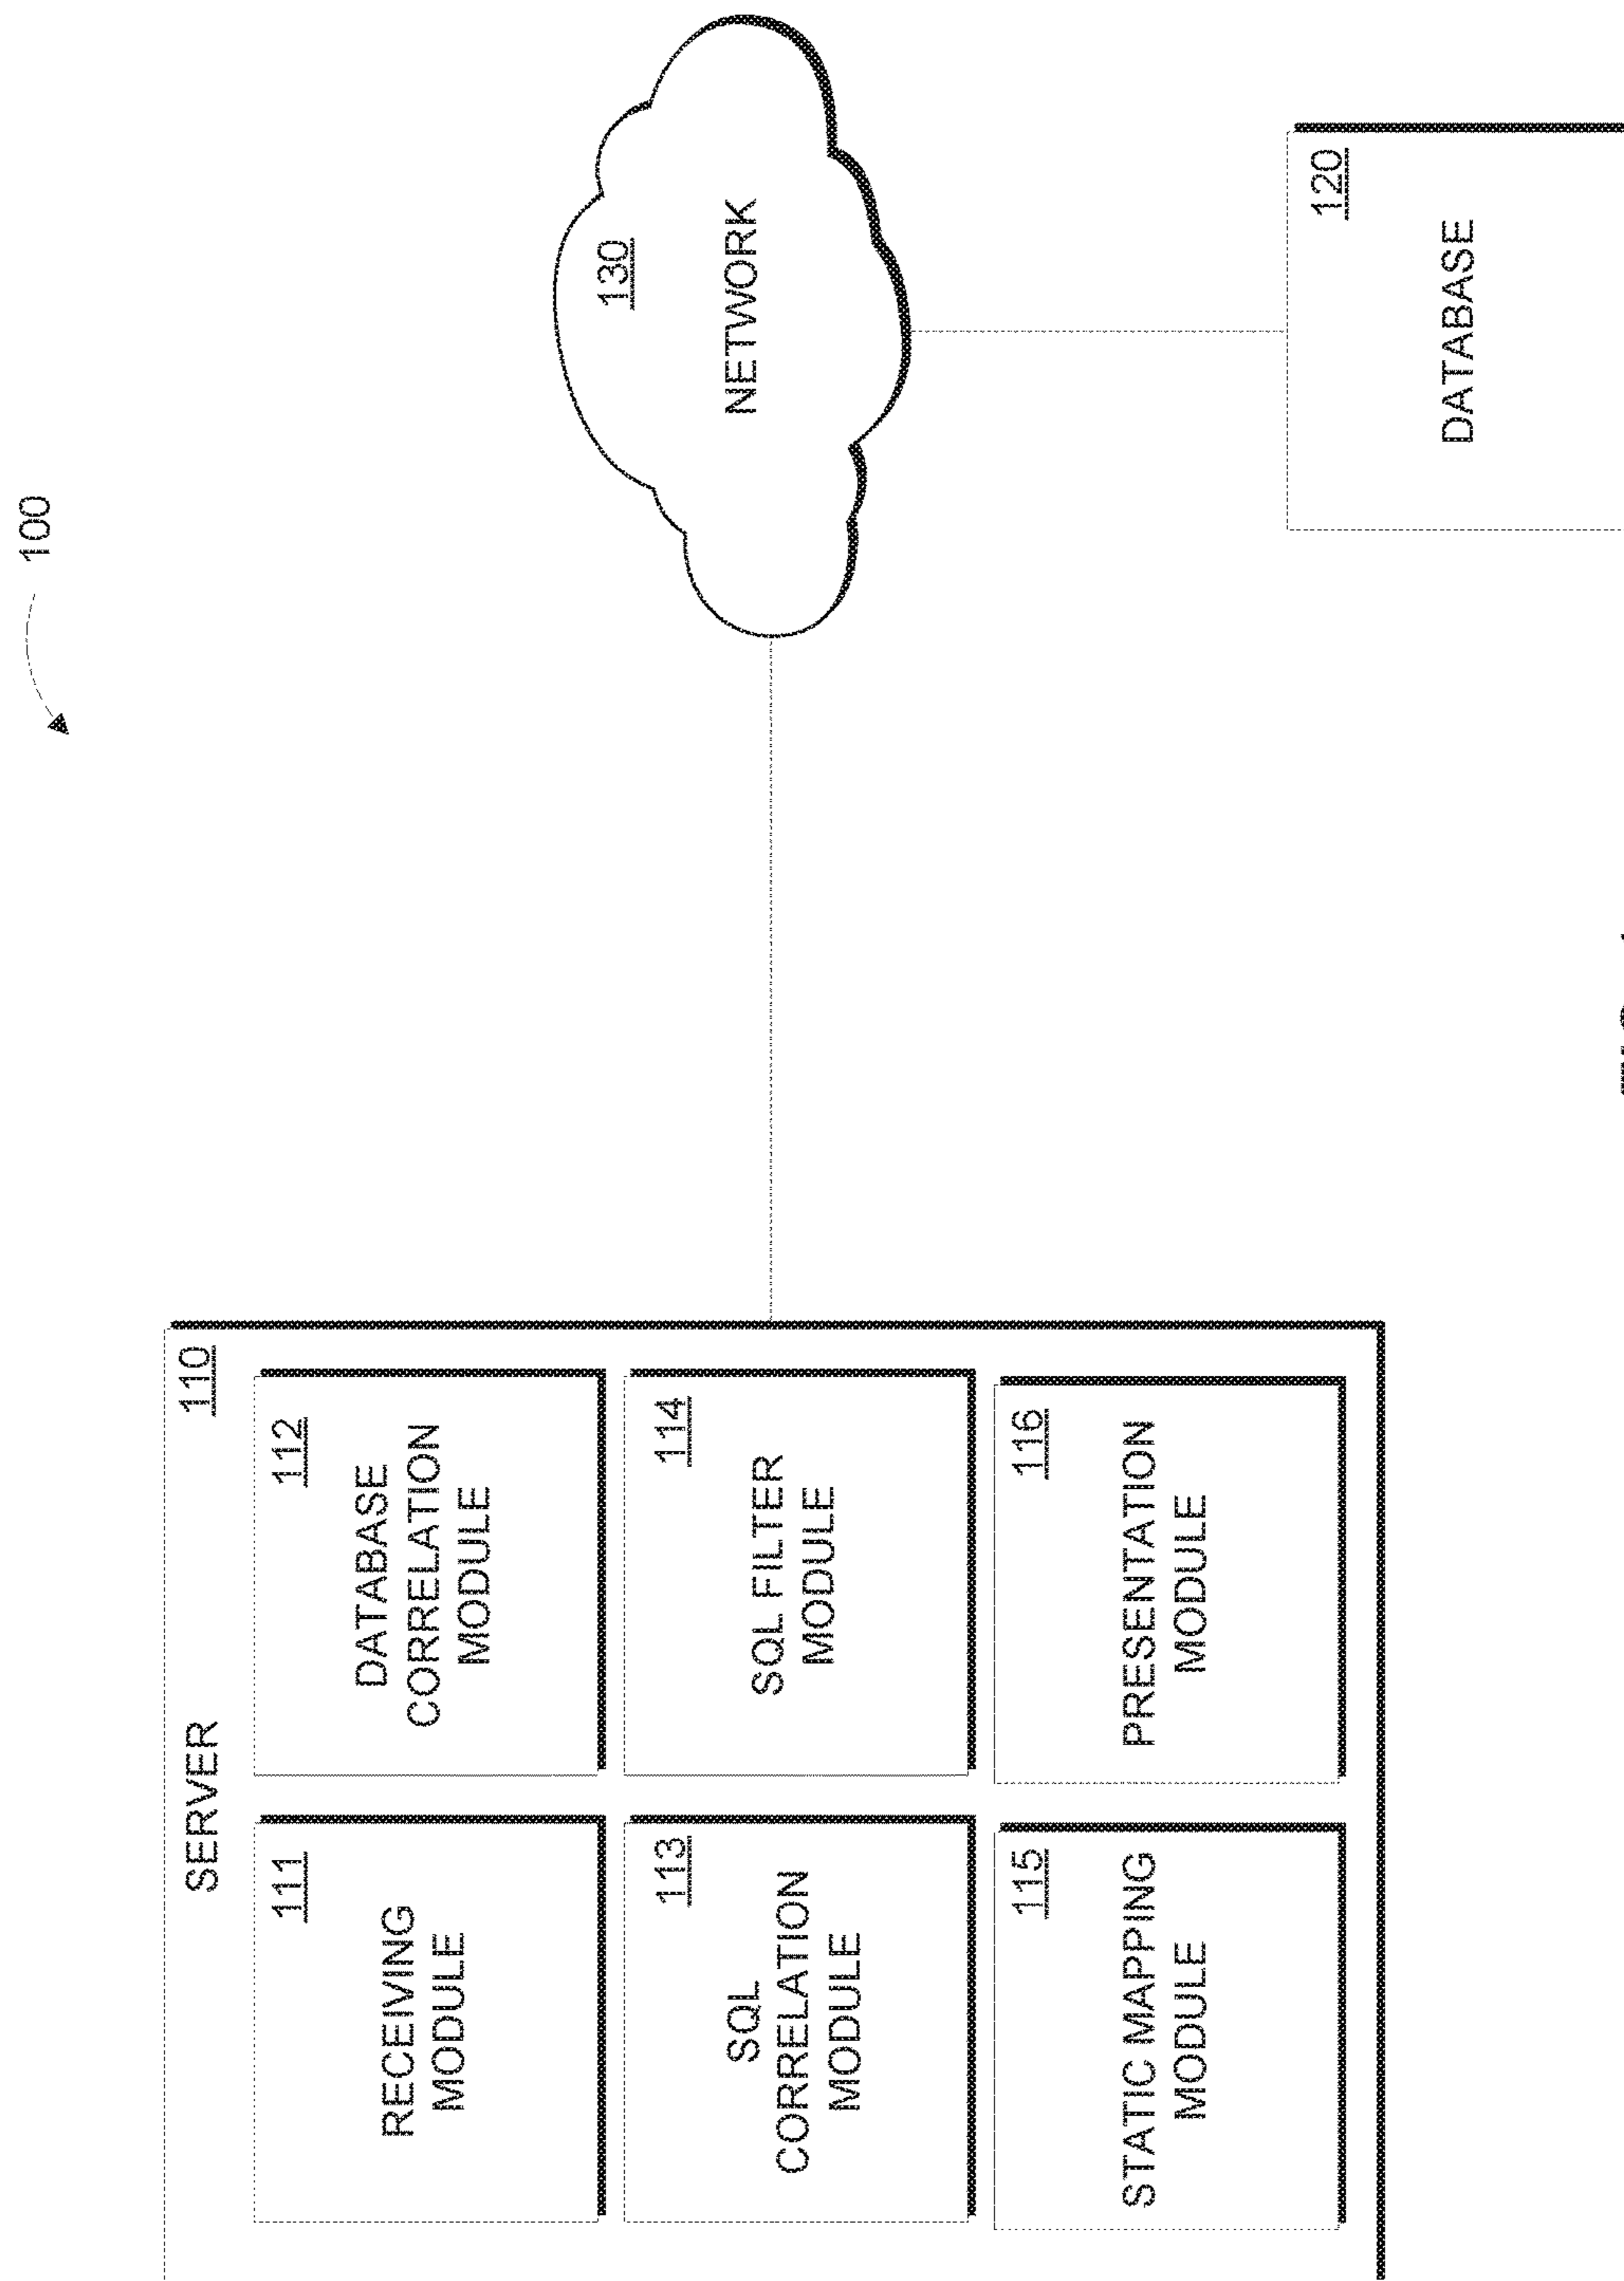 100
SERVER
110
RECEIVING
MODULE
111
DATABASE
CORRELATION
MODULE
112
SQL
CORRELATION
MODULE
113
SQL FILTER
MODULE
114
STATIC MAPPING
MODULE
115
PRESENTATION
MODULE
116
130
NETWORK
120
DATABASE